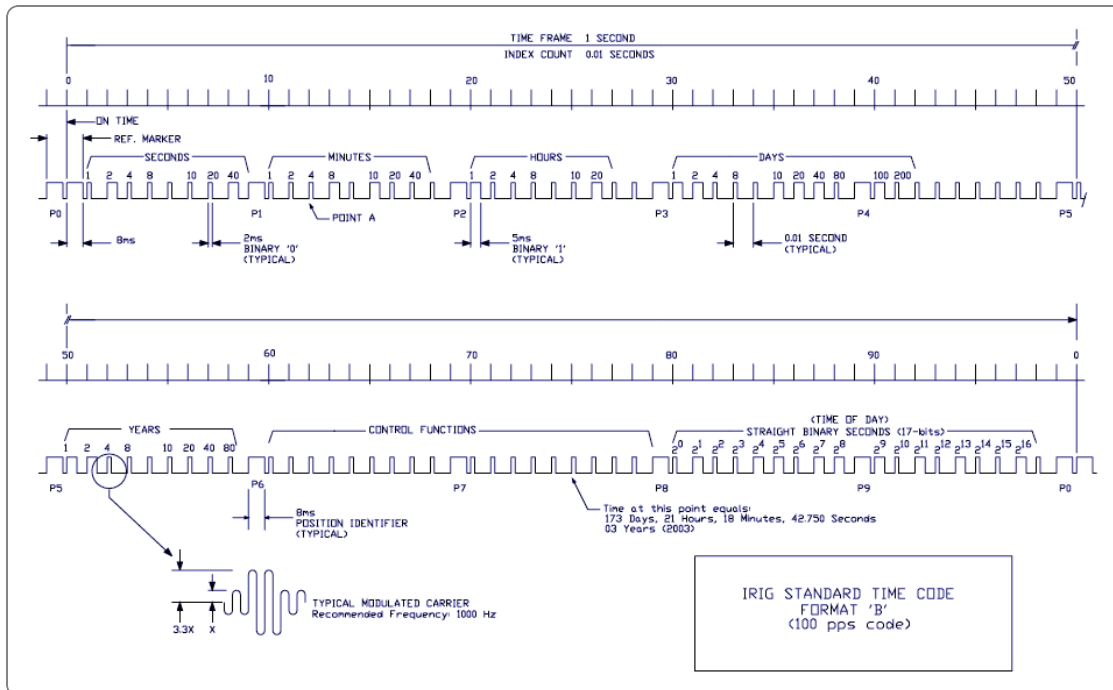 TIME FRAME 1 SECOND
INDEX COUNT 0.01 SECONDS
0 10 20 30 40 50
ON TIME
REF. MARKER
SECONDS MINUTES HOURS DAYS
1 2 4 8 10 20 40 1 2 4 8 10 20 40 1 2 4 8 10 20 1 2 4 8 10 20 40 80 100 200
P0 P1 P2 P3 P4 P5
POINT A
8ms
2ms
BINARY '0'
(TYPICAL)
5ms
BINARY '1'
(TYPICAL)
0.01 SECOND
(TYPICAL)
50 60 70 80 90 0
YEARS CONTROL FUNCTIONS
(TIME OF DAY)
STRAIGHT BINARY SECONDS (17-bits)
1 2 4 8 10 20 40 80 2^0 2^1 2^2 2^3 2^4 2^5 2^6 2^7 2^8 2^9 2^10 2^11 2^12 2^13 2^14 2^15 2^16
P5 P6 P7 P8 P9 P0
8ms
POSITION IDENTIFIER
(TYPICAL)
Time at this point equals:
173 Days, 21 Hours, 18 Minutes, 42.750 Seconds
03 Years (2003)
TYPICAL MODULATED CARRIER
Recommended Frequency: 1000 Hz
3.3X X
IRIG STANDARD TIME CODE
FORMAT 'B'
(100 pps code)